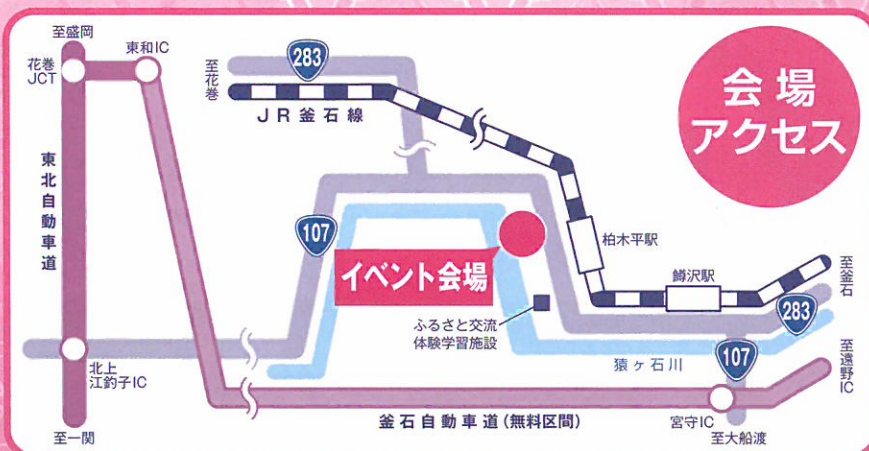 会場
アクセス
至盛岡
花巻
JCT
東和IC
至花巻
283
JR釜石線
東北自動車道
107
イベント会場
柏木平駅
鱒沢駅
至釜石
283
ふるさと交流
体験学習施設
猿ヶ石川
107
至遠野IC
北上
江釣子IC
釜石自動車道(無料区間)
宮守IC
至一関
至大船渡